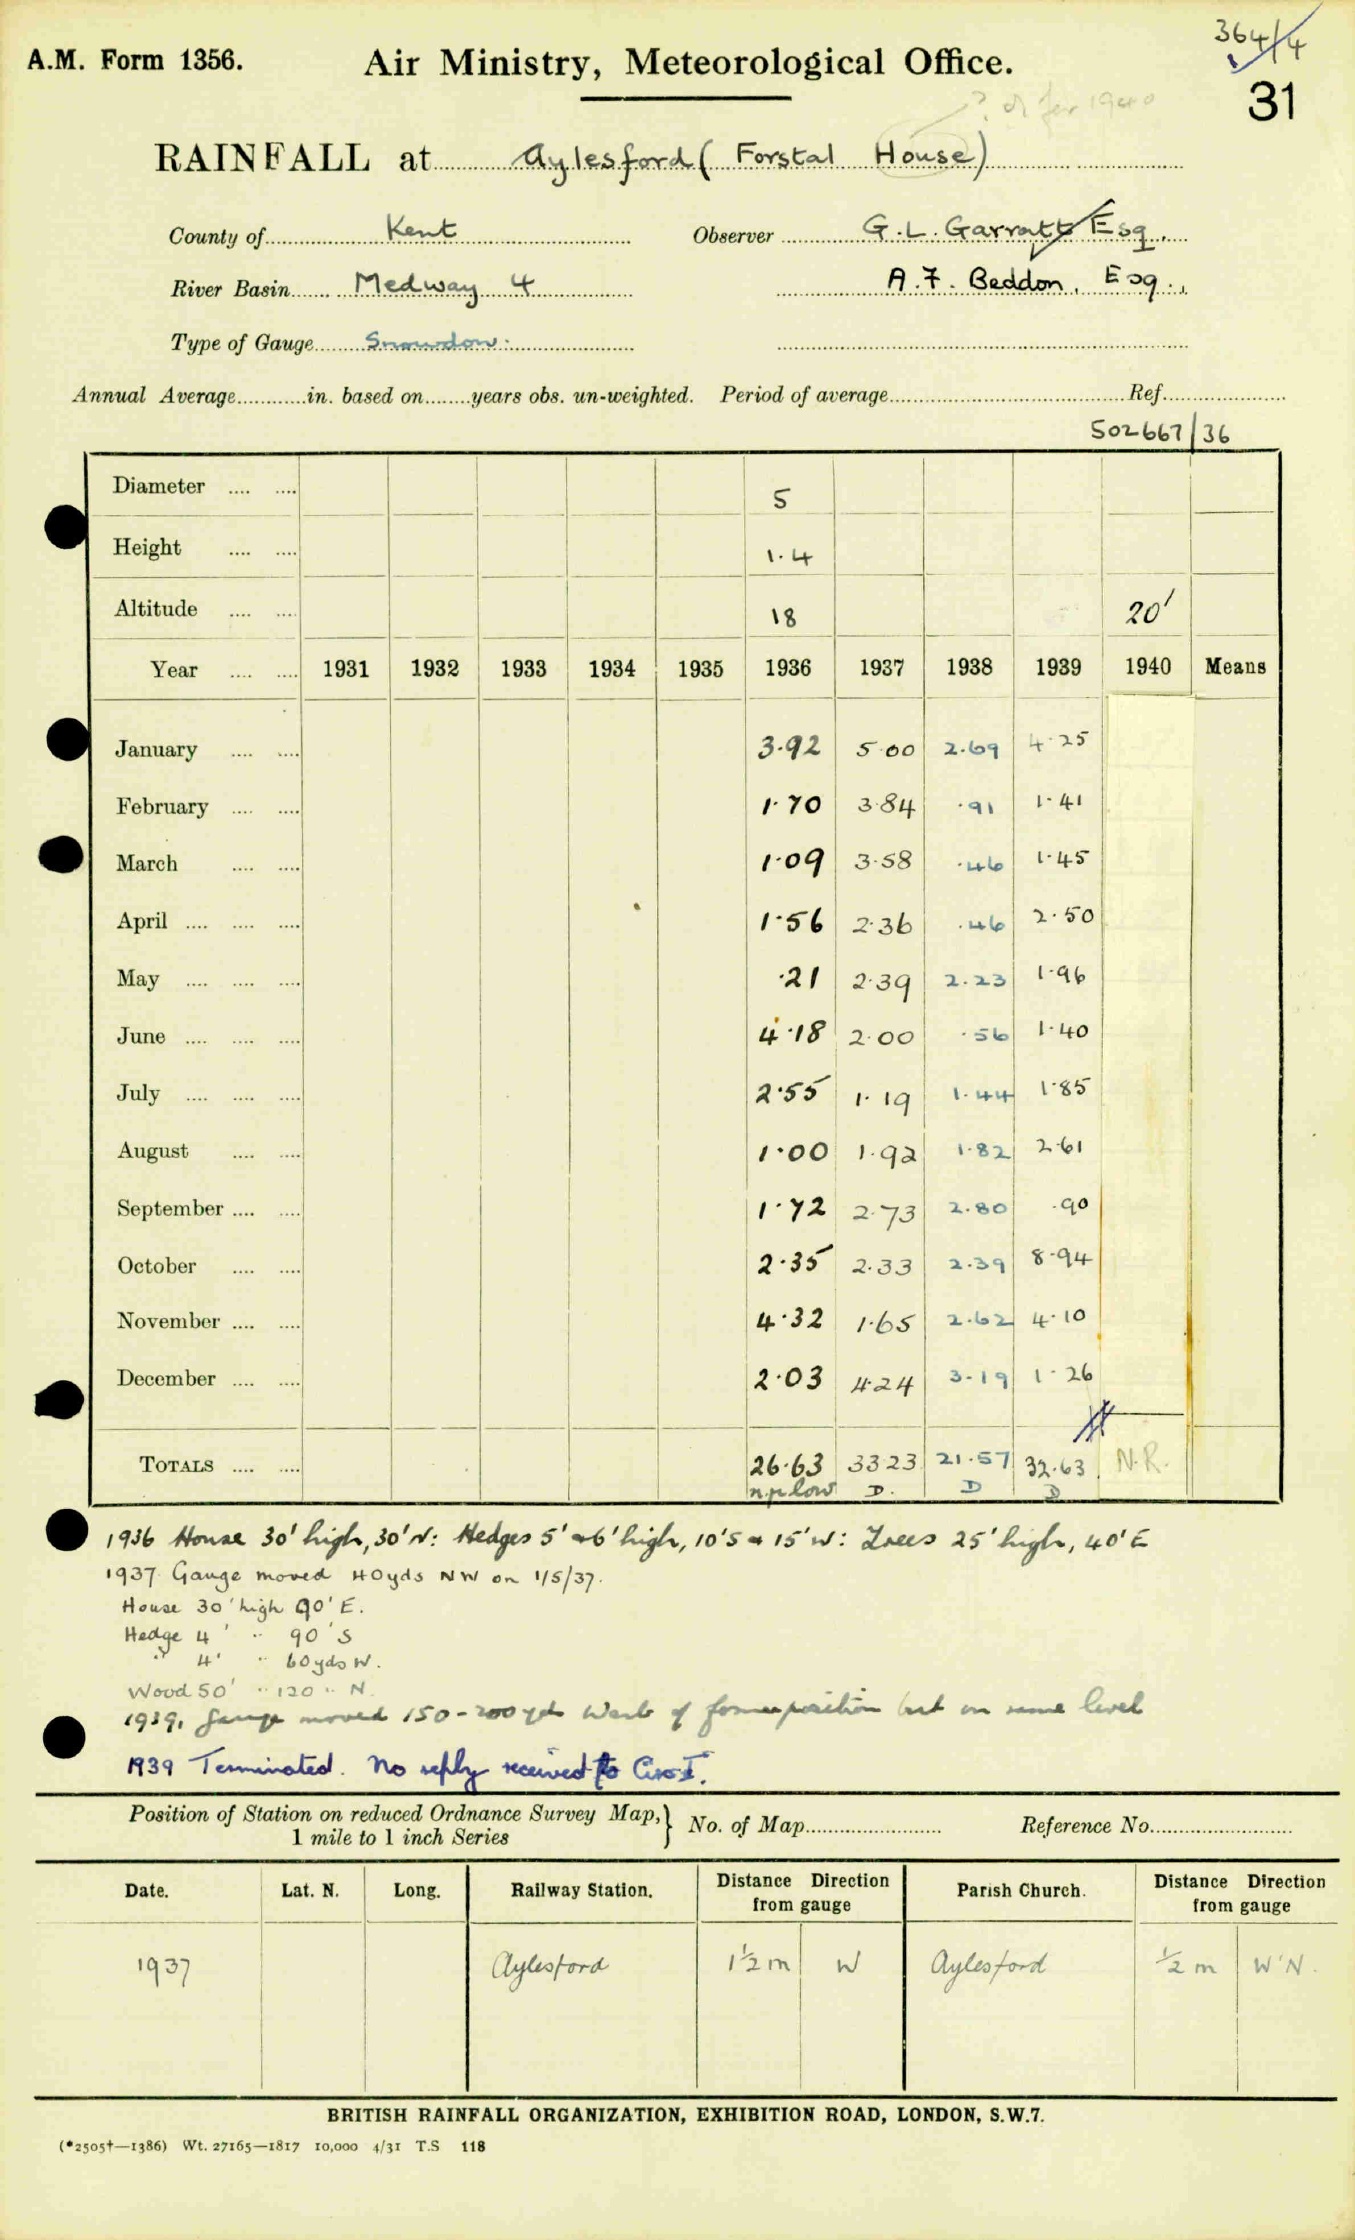 364/4
A.M. Form 1356. Air Ministry, Meteorological Office.
31
RAINFALL at Aylesford (Forstal House)
County of Kent Observer G. L. Garratt Esq.
River Basin Medway 4 A. F. Beddon, Esq.,
Type of Gauge Snowdon.
Annual Average in. based on years obs. un-weighted. Period of average Ref.
502667/36
Diameter .... .... 5
Height .... .... 1.4
Altitude .... .... 18 20'
Year .... .... 1931 1932 1933 1934 1935 1936 1937 1938 1939 1940 Means
January .... .... 3.92 5.00 2.69 4.25
February .... .... 1.70 3.84 .91 1.41
March .... .... 1.09 3.58 .46 1.45
April .... .... .... 1.56 2.36 .46 2.50
May .... .... .... .21 2.39 2.23 1.96
June .... .... .... 4.18 2.00 .56 1.40
July .... .... .... 2.55 1.19 1.44 1.85
August .... .... 1.00 1.92 1.82 2.61
September .... .... 1.72 2.73 2.80 .90
October .... .... 2.35 2.33 2.39 8.94
November .... .... 4.32 1.65 2.62 4.10
December .... .... 2.03 4.24 3.19 1.26
TOTALS .... .... 26.63 33.23 21.57 32.63 N.R.
n.p low D. D D
1936 House 30' high, 30' N: Hedges 5' & 6' high, 10' S & 15' W: Trees 25' high, 40' E
1937 Gauge moved 40yds NW on 1/5/37.
House 30' high 90' E.
Hedge 4' " 90' S
" 4' " 60yds W.
Wood 50' " 120 " N.
1939, Gauge moved 150-200 yds West of former position but on same level
1939 Terminated. No reply received to
Position of Station on reduced Ordnance Survey Map,} No. of Map Reference No.
1 mile to 1 inch Series
Date. Lat. N. Long. Railway Station. Distance Direction from gauge Parish Church. Distance Direction from gauge
1937 Aylesford 1½ m W Aylesford ½ m W'N.
BRITISH RAINFALL ORGANIZATION, EXHIBITION ROAD, LONDON, S.W.7.
(*2505†—1386) Wt. 27165—1817 10,000 4/31 T.S 118